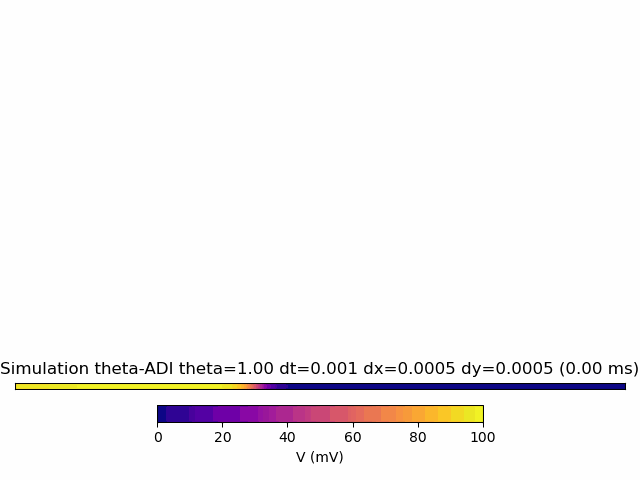 Simulation theta-ADI theta=1.00 dt=0.001 dx=0.0005 dy=0.0005 (0.00 ms)
0 20 40 60 80 100
V (mV)